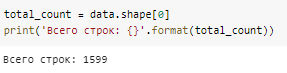 total_count = data.shape[0]
print('Всего строк: {}'.format(total_count))
Всего строк: 1599